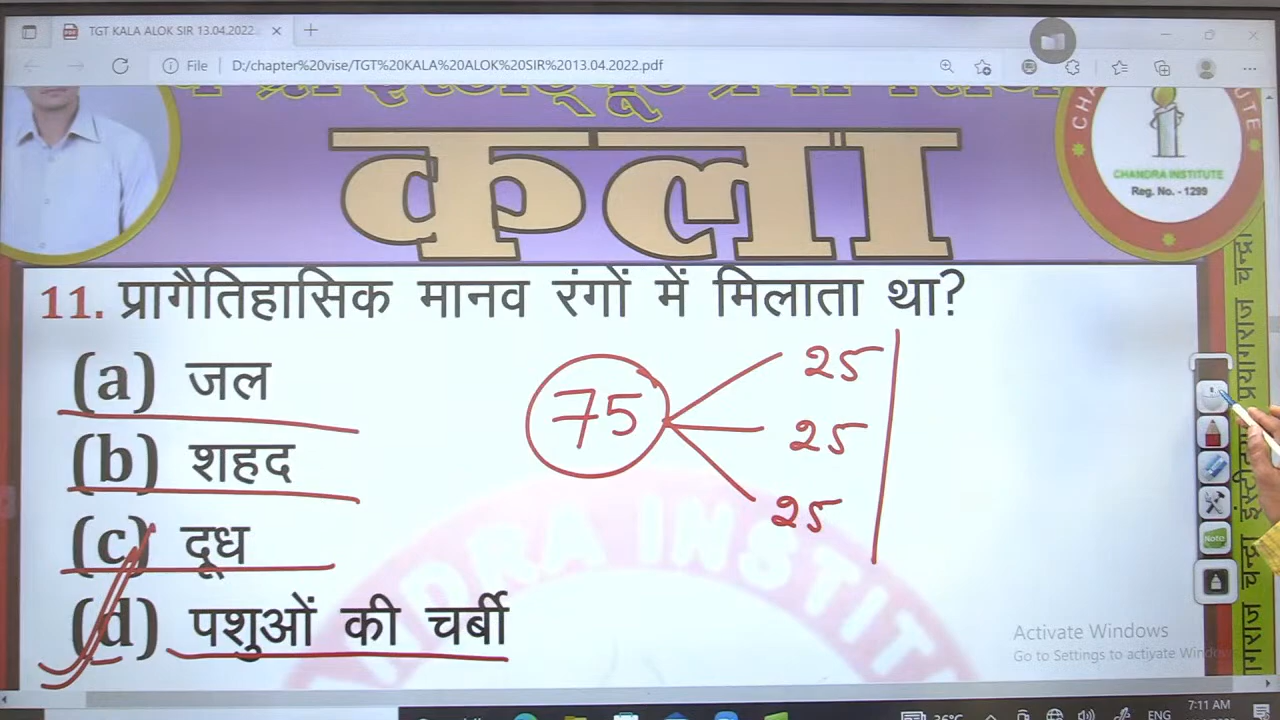 TGT KALA ALOK SIR 13.04.2022
File D:/chapter%20vise/TGT%20KALA%20ALOK%20SIR%2013.04.2022.pdf
कला
CHANDRA INSTITUTE
Reg. No. - 1299
11. प्रागैतिहासिक मानव रंगों में मिलाता था?
(a) जल
(b) शहद
(c) दूध
(d) पशुओं की चर्बी
75
25
25
25
Note
Activate Windows
Go to Settings to activate Windows.
7:11 AM
36°C
ENG